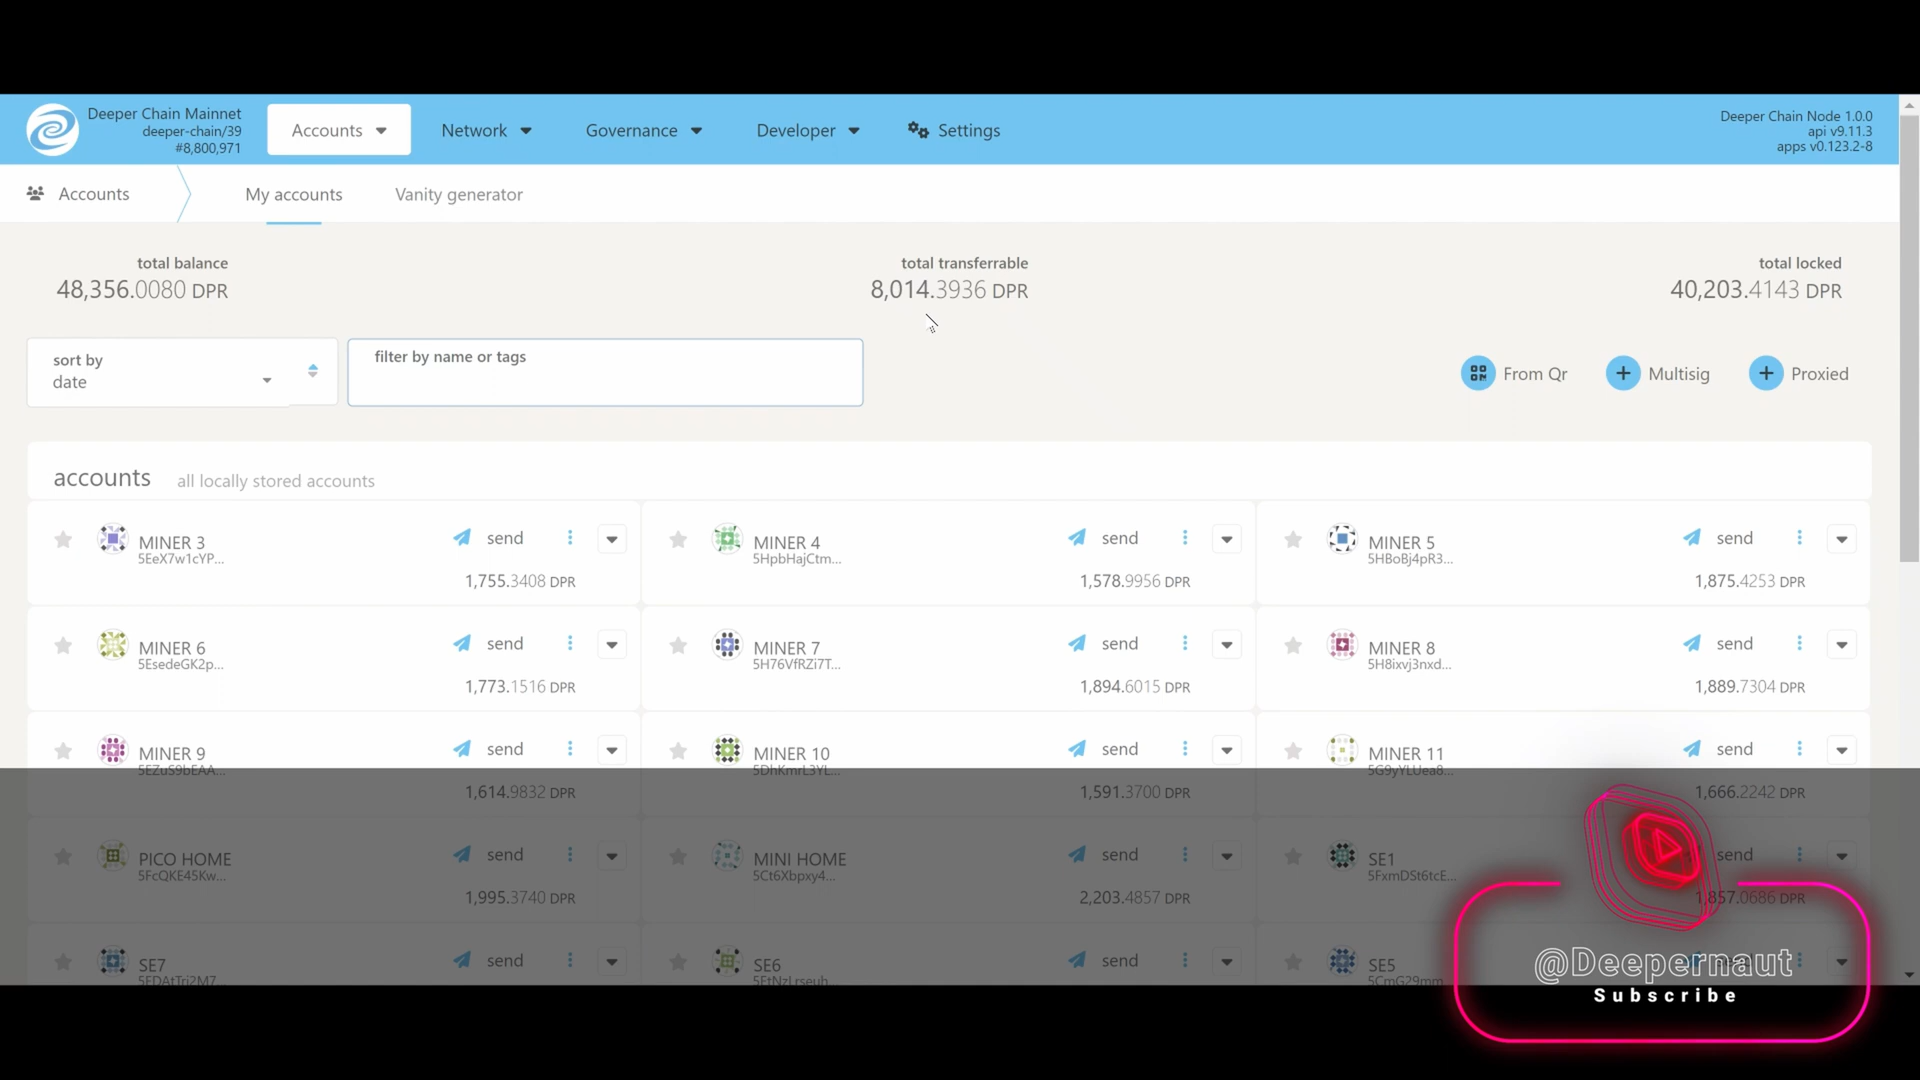 Deeper Chain Mainnet
deeper-chain/39
#8,800,971
Accounts
Network
Governance
Developer
Settings
Deeper Chain Node 1.0.0
api v9.11.3
apps v0.123.2-8
Accounts
My accounts
Vanity generator
total balance
48,356.0080 DPR
total transferrable
8,014.3936 DPR
total locked
40,203.4143 DPR
sort by
date
filter by name or tags
From Qr
Multisig
Proxied
accounts all locally stored accounts
MINER 3
5EeX7w1cYP...
send
1,755.3408 DPR
MINER 4
5HpbHajCtm...
send
1,578.9956 DPR
MINER 5
5HBoBj4pR3...
send
1,875.4253 DPR
MINER 6
5EsedeGK2p...
send
1,773.1516 DPR
MINER 7
5H76VfRZi7T...
send
1,894.6015 DPR
MINER 8
5H8ixvj3nxd...
send
1,889.7304 DPR
MINER 9
5EZuS9bEAA...
send
1,614.9832 DPR
MINER 10
5DhKmrL3YL...
send
1,591.3700 DPR
MINER 11
5G9yYLUea8...
send
1,666.2242 DPR
PICO HOME
5FcQKE45Kw...
send
1,995.3740 DPR
MINI HOME
5Ct6Xbpxy4...
send
2,203.4857 DPR
SE1
5FxmDSt6tcE...
send
1,857.0686 DPR
SE7
send
SE6
send
SE5
@Deepernaut
Subscribe